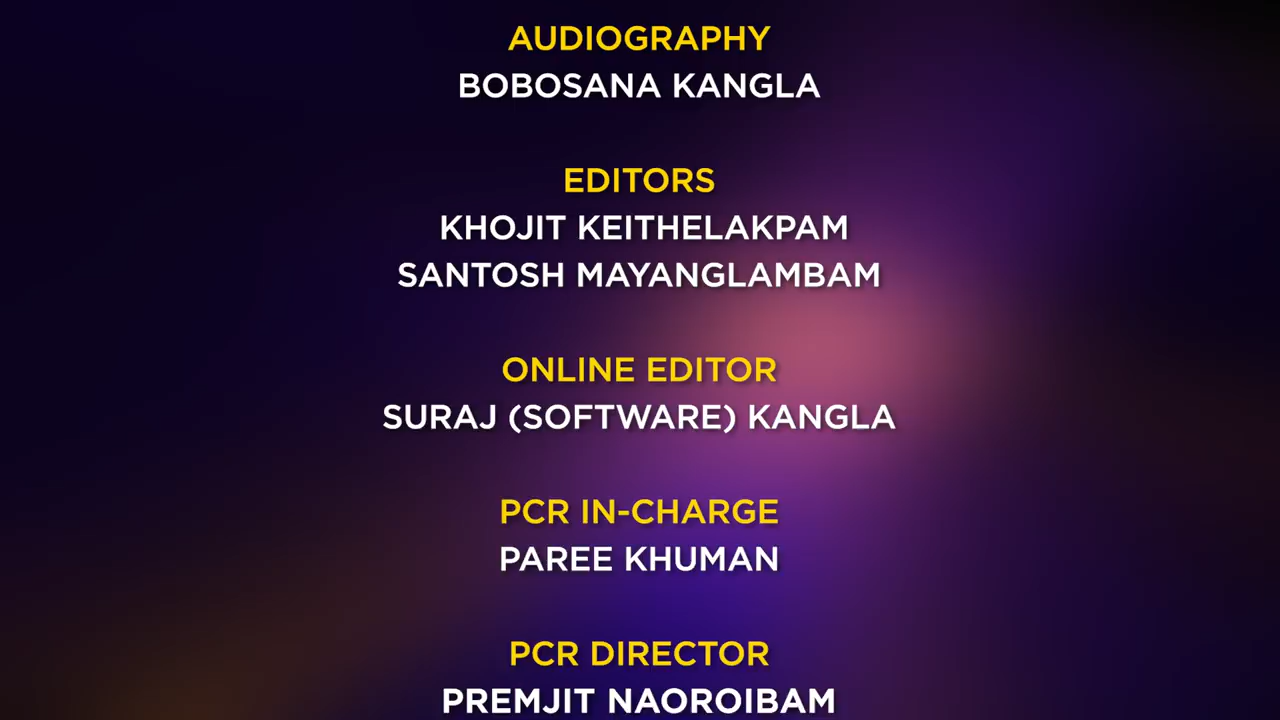 AUDIOGRAPHY
BOBOSANA KANGLA
EDITORS
KHOJIT KEITHELAKPAM
SANTOSH MAYANGLAMBAM
ONLINE EDITOR
SURAJ (SOFTWARE) KANGLA
PCR IN-CHARGE
PAREE KHUMAN
PCR DIRECTOR
PREMJIT NAOROIBAM